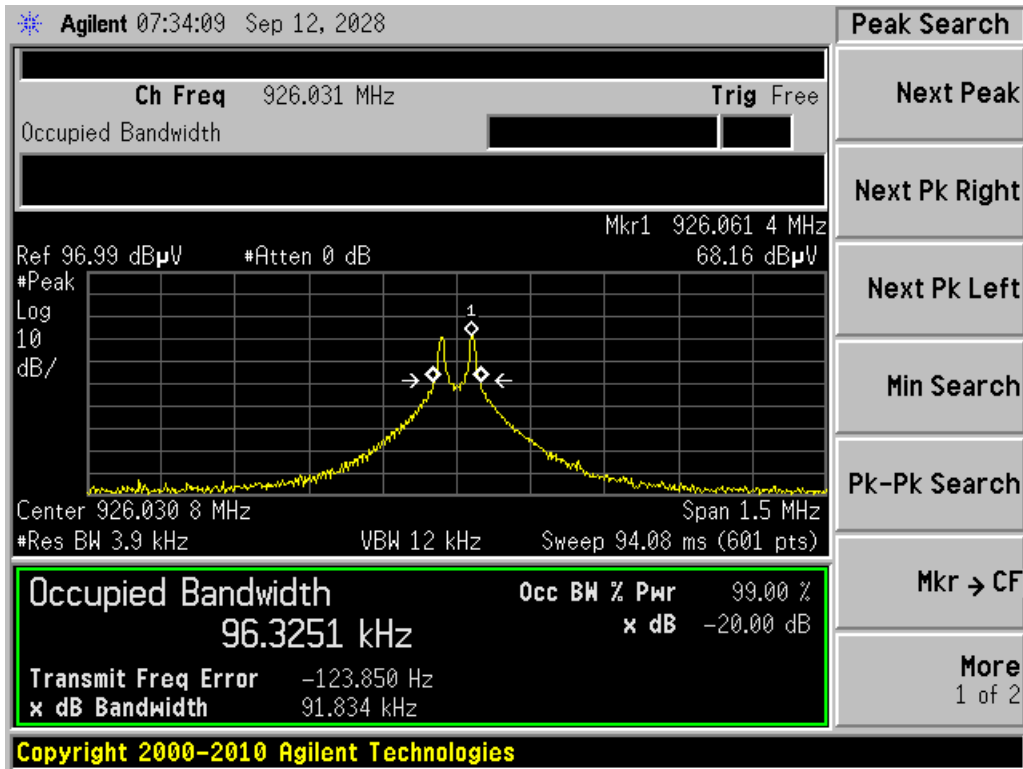 Agilent 07:34:09 Sep 12, 2028
Peak Search
Ch Freq 926.031 MHz Trig Free
Occupied Bandwidth
Mkr1 926.061 4 MHz
Ref 96.99 dBµV #Atten 0 dB 68.16 dBµV
#Peak
Log
10
dB/
1
Center 926.030 8 MHz Span 1.5 MHz
#Res BW 3.9 kHz VBW 12 kHz Sweep 94.08 ms (601 pts)
Occupied Bandwidth
96.3251 kHz
Occ BW % Pwr 99.00 %
x dB -20.00 dB
Transmit Freq Error -123.850 Hz
x dB Bandwidth 91.834 kHz
Next Peak
Next Pk Right
Next Pk Left
Min Search
Pk-Pk Search
Mkr → CF
More
1 of 2
Copyright 2000-2010 Agilent Technologies